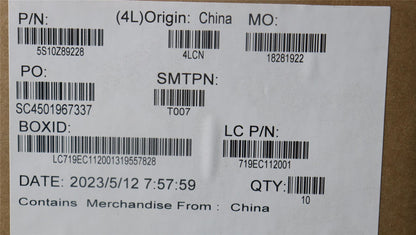 P/N: (4L)Origin: China MO:
5S10Z89228 4LCN 18281922
PO: SMTPN:
SC4501967337 T007
BOXID: LC P/N:
LC719EC112001319557828 719EC112001
DATE: 2023/5/12 7:57:59 QTY:
10
Contains Merchandise From : China